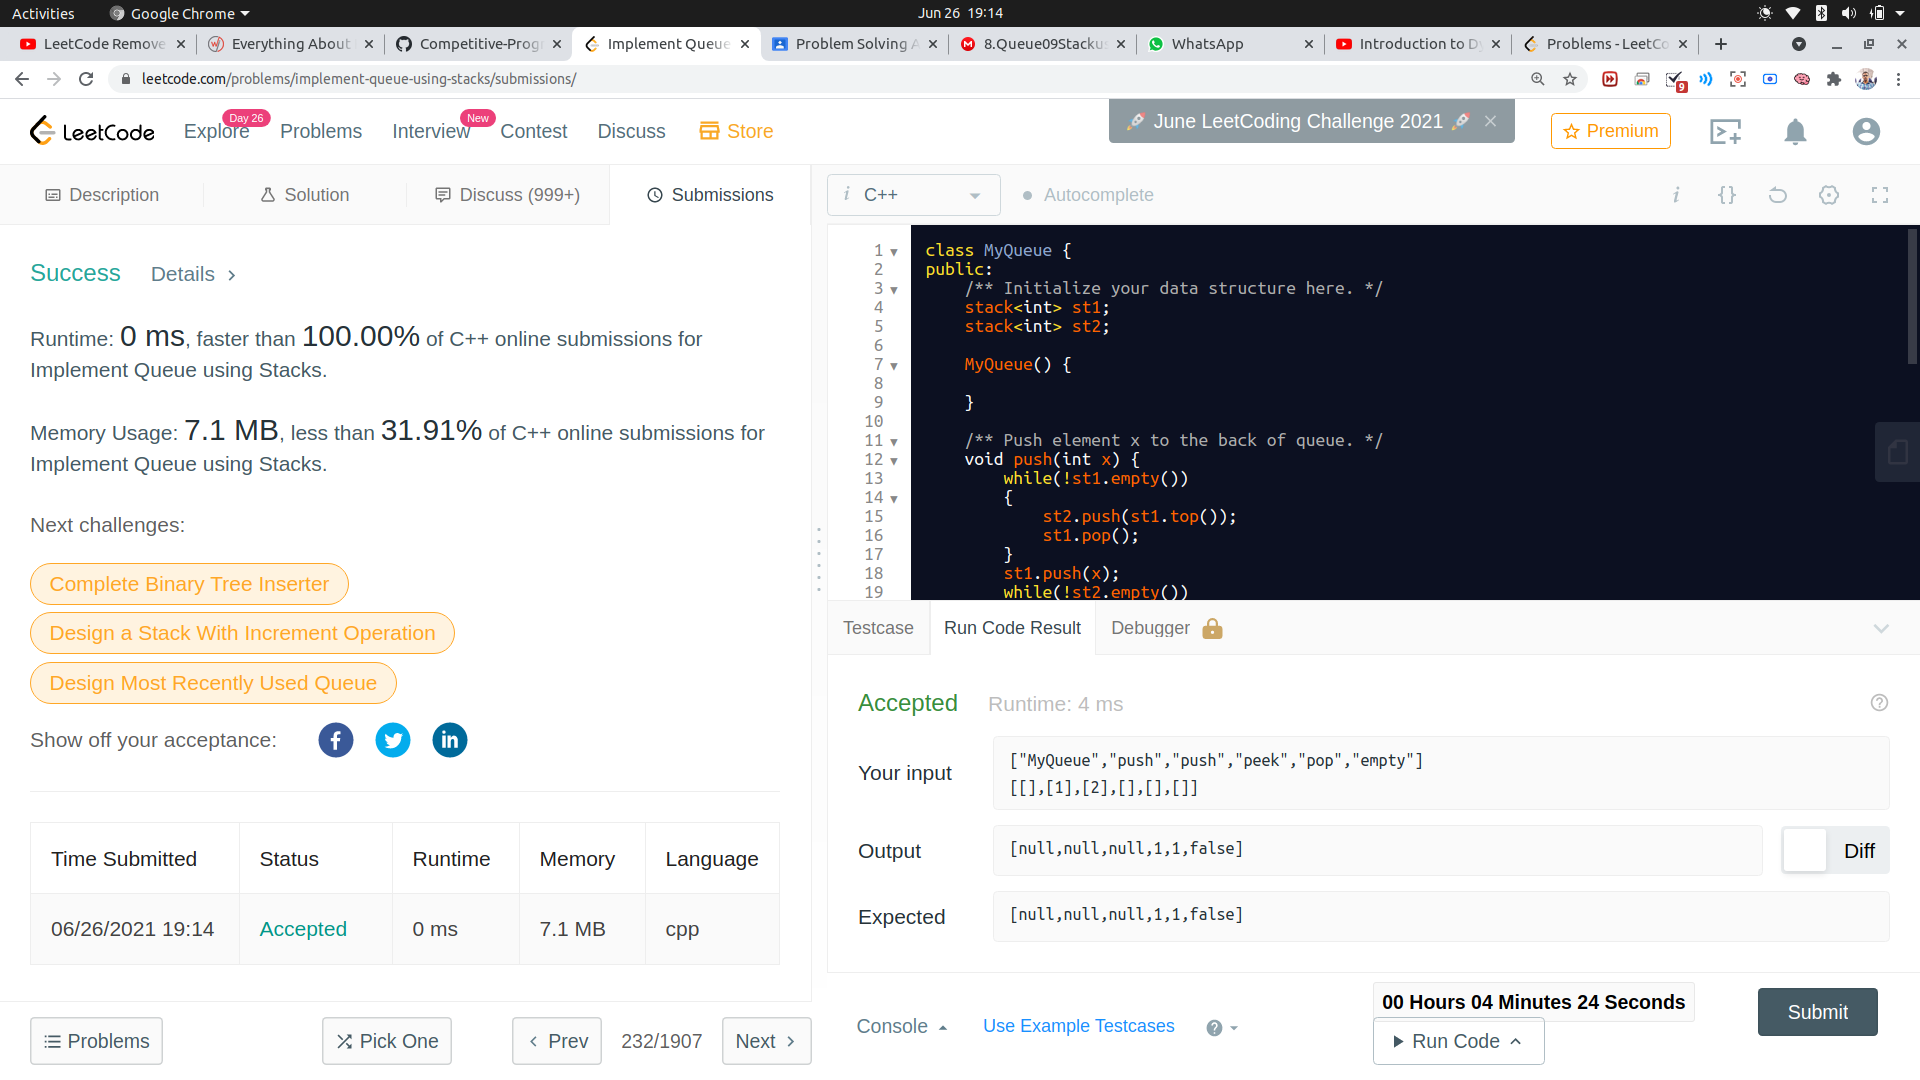 Activities Google Chrome Jun 26 19:14
LeetCode Remove Everything About Competitive-Prog Implement Queue Problem Solving A 8.Queue09Stackus WhatsApp Introduction to Dy Problems - LeetCo
leetcode.com/problems/implement-queue-using-stacks/submissions/ 9
LeetCode Explore Day 26 Problems Interview New Contest Discuss Store June LeetCoding Challenge 2021 Premium
Description Solution Discuss (999+) Submissions
i C++ Autocomplete i {}
Success Details >
Runtime: 0 ms, faster than 100.00% of C++ online submissions for
Implement Queue using Stacks.
Memory Usage: 7.1 MB, less than 31.91% of C++ online submissions for
Implement Queue using Stacks.
Next challenges:
Complete Binary Tree Inserter
Design a Stack With Increment Operation
Design Most Recently Used Queue
Show off your acceptance:
Time Submitted Status Runtime Memory Language
06/26/2021 19:14 Accepted 0 ms 7.1 MB cpp
Problems Pick One Prev 232/1907 Next
1 class MyQueue {
2 public:
3 /** Initialize your data structure here. */
4 stack<int> st1;
5 stack<int> st2;
6
7 MyQueue() {
8
9 }
10
11 /** Push element x to the back of queue. */
12 void push(int x) {
13 while(!st1.empty())
14 {
15 st2.push(st1.top());
16 st1.pop();
17 }
18 st1.push(x);
19 while(!st2.empty())
Testcase Run Code Result Debugger
Accepted Runtime: 4 ms
Your input
["MyQueue","push","push","peek","pop","empty"]
[[],[1],[2],[],[],[]]
Output [null,null,null,1,1,false] Diff
Expected [null,null,null,1,1,false]
00 Hours 04 Minutes 24 Seconds
Console Use Example Testcases Run Code Submit